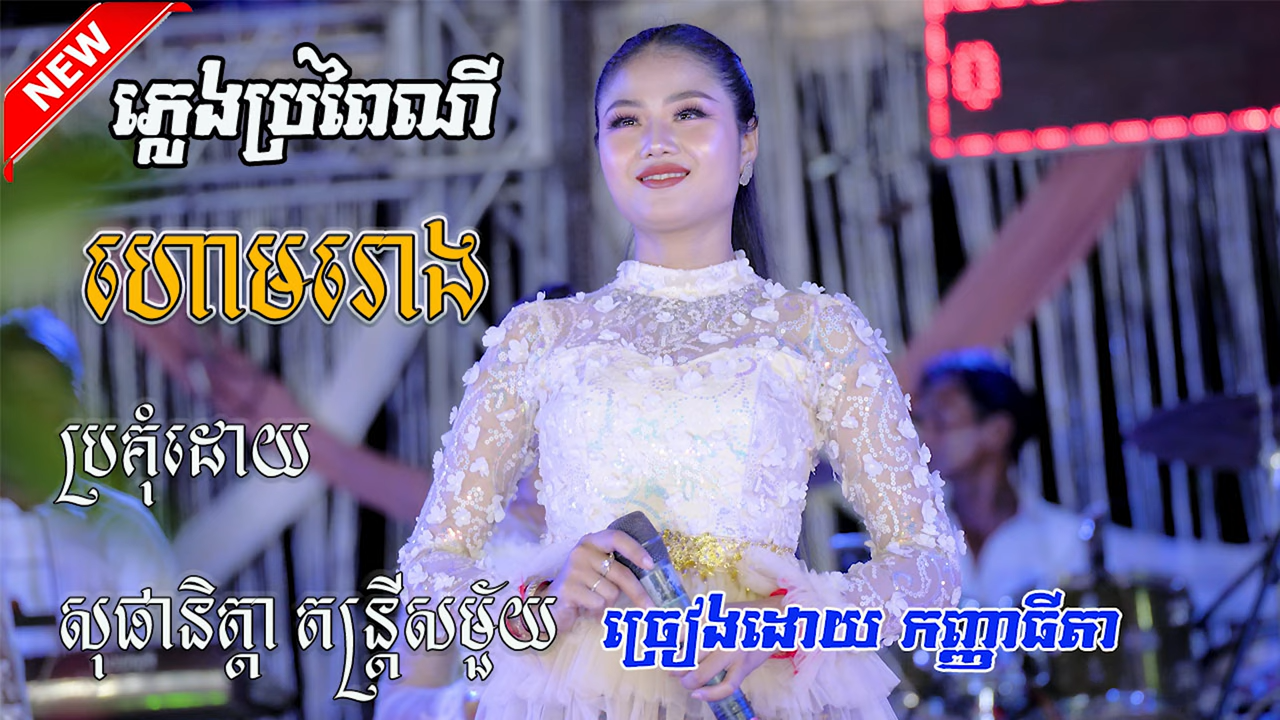 NEW
ភ្លេងប្រពៃណី
ហោមរោង
ប្រគុំដោយ
សុផានិត្តា តន្ត្រីសម្ម័យ
ច្រៀងដោយ កញ្ញាធីតា
0